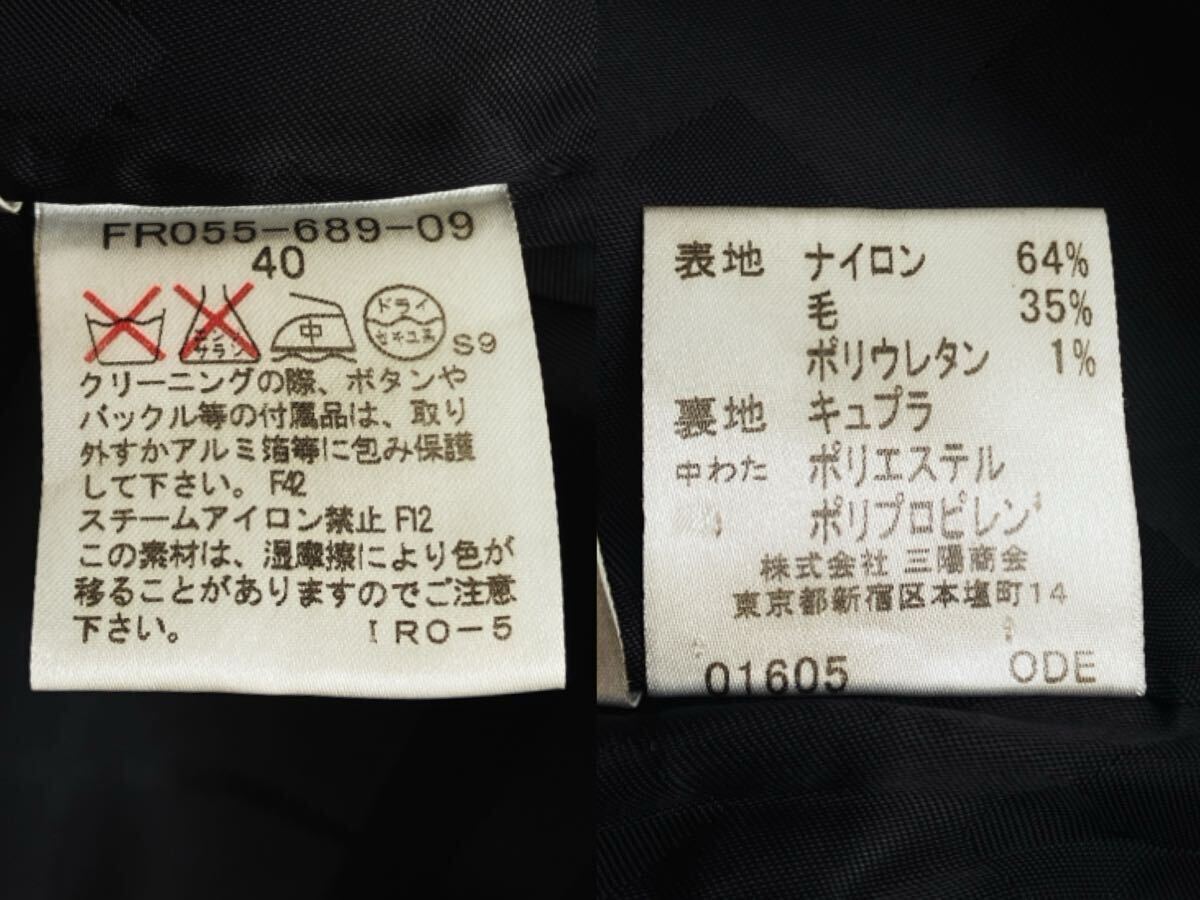 FR055-689-09
40
エンソ
サラシ
中
ドライ
セキユ系
S9
クリーニングの際、ボタンや
バックル等の付属品は、取り
外すかアルミ箔等に包み保護
して下さい。 F42
スチームアイロン禁止 F12
この素材は、湿摩擦により色が
移ることがありますのでご注意
下さい。 IRO-5
表地 ナイロン 64%
毛 35%
ポリウレタン 1%
裏地 キュプラ
中わた ポリエステル
ポリプロピレン
株式会社 三陽商会
東京都新宿区本塩町14
01605 ODE